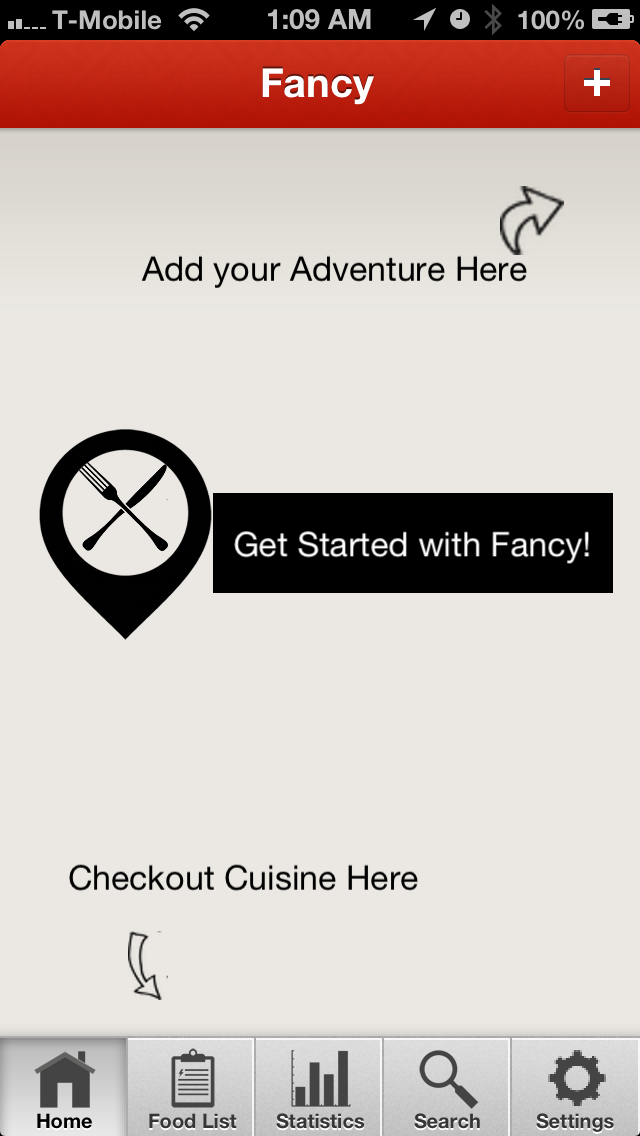 T-Mobile 1:09 AM 100%
Fancy
Add your Adventure Here
Get Started with Fancy!
Checkout Cuisine Here
Home Food List Statistics Search Settings